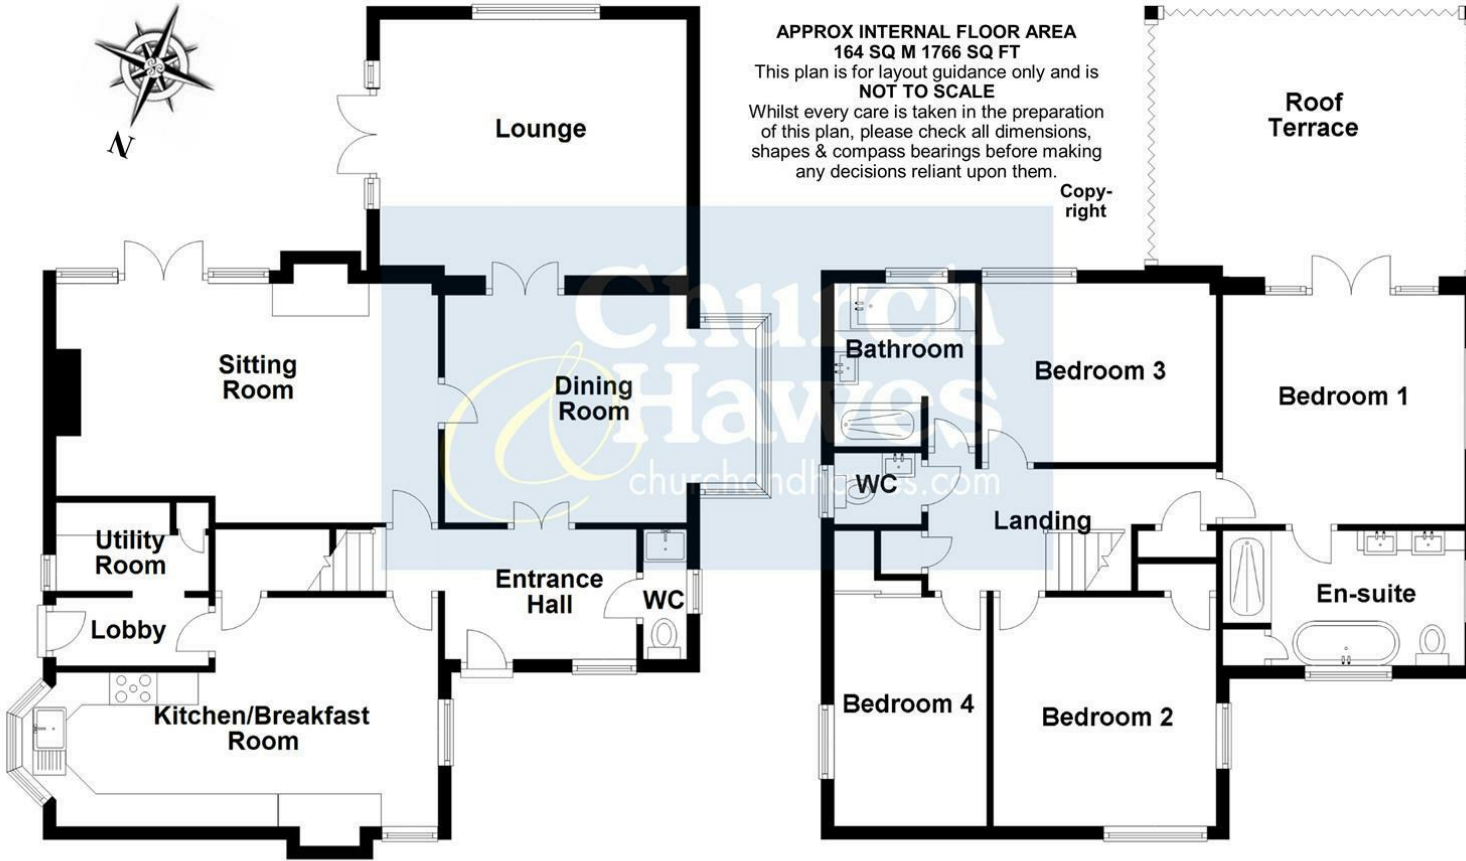 N
Lounge
APPROX INTERNAL FLOOR AREA
164 SQ M 1766 SQ FT
This plan is for layout guidance only and is
NOT TO SCALE
Whilst every care is taken in the preparation
of this plan, please check all dimensions,
shapes & compass bearings before making
any decisions reliant upon them.
Copy-
right
Roof
Terrace
Sitting
Room
Dining
Room
Church
& Hawes
churchandhawes.com
Bathroom
Bedroom 3
Bedroom 1
WC
Landing
Utility
Room
Lobby
Entrance
Hall
WC
En-suite
Kitchen/Breakfast
Room
Bedroom 4
Bedroom 2